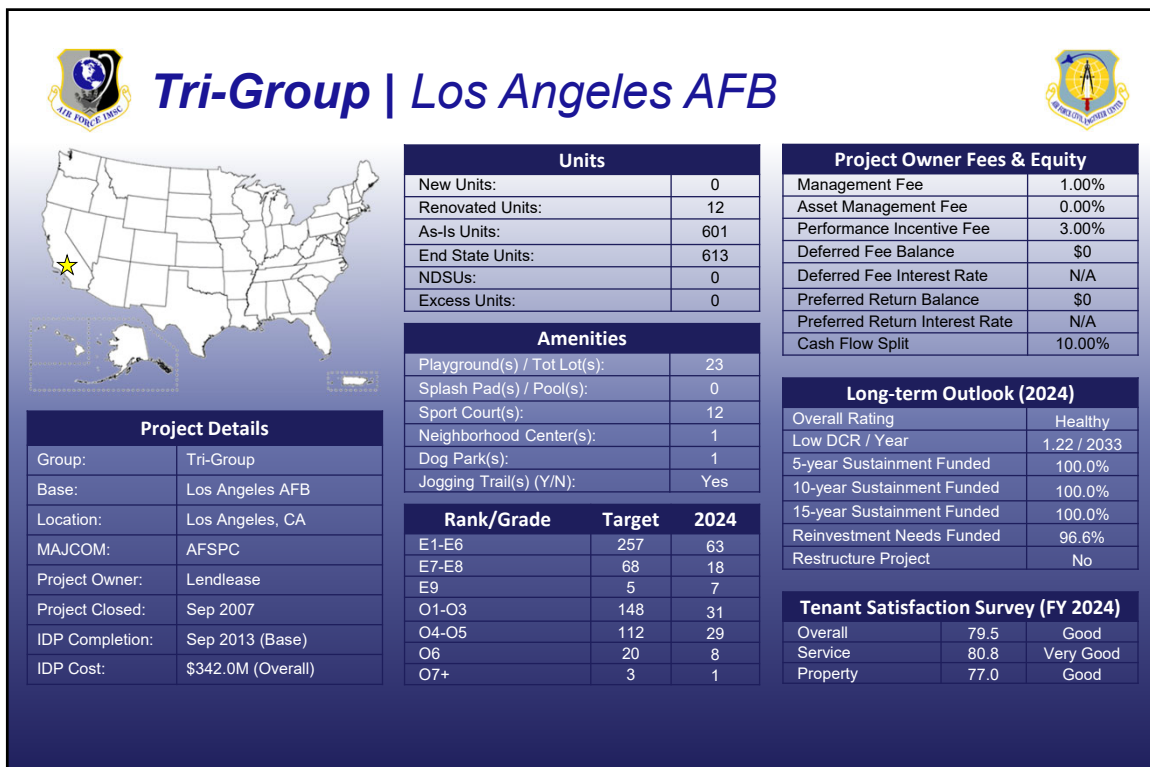 Tri-Group | Los Angeles AFB
AIR FORCE IMSC
AIR FORCE CIVIL ENGINEER CENTER
Project Details
Group: Tri-Group
Base: Los Angeles AFB
Location: Los Angeles, CA
MAJCOM: AFSPC
Project Owner: Lendlease
Project Closed: Sep 2007
IDP Completion: Sep 2013 (Base)
IDP Cost: $342.0M (Overall)
Units
New Units: 0
Renovated Units: 12
As-Is Units: 601
End State Units: 613
NDSUs: 0
Excess Units: 0
Amenities
Playground(s) / Tot Lot(s): 23
Splash Pad(s) / Pool(s): 0
Sport Court(s): 12
Neighborhood Center(s): 1
Dog Park(s): 1
Jogging Trail(s) (Y/N): Yes
Rank/Grade Target 2024
E1-E6 257 63
E7-E8 68 18
E9 5 7
O1-O3 148 31
O4-O5 112 29
O6 20 8
O7+ 3 1
Project Owner Fees & Equity
Management Fee 1.00%
Asset Management Fee 0.00%
Performance Incentive Fee 3.00%
Deferred Fee Balance $0
Deferred Fee Interest Rate N/A
Preferred Return Balance $0
Preferred Return Interest Rate N/A
Cash Flow Split 10.00%
Long-term Outlook (2024)
Overall Rating Healthy
Low DCR / Year 1.22 / 2033
5-year Sustainment Funded 100.0%
10-year Sustainment Funded 100.0%
15-year Sustainment Funded 100.0%
Reinvestment Needs Funded 96.6%
Restructure Project No
Tenant Satisfaction Survey (FY 2024)
Overall 79.5 Good
Service 80.8 Very Good
Property 77.0 Good